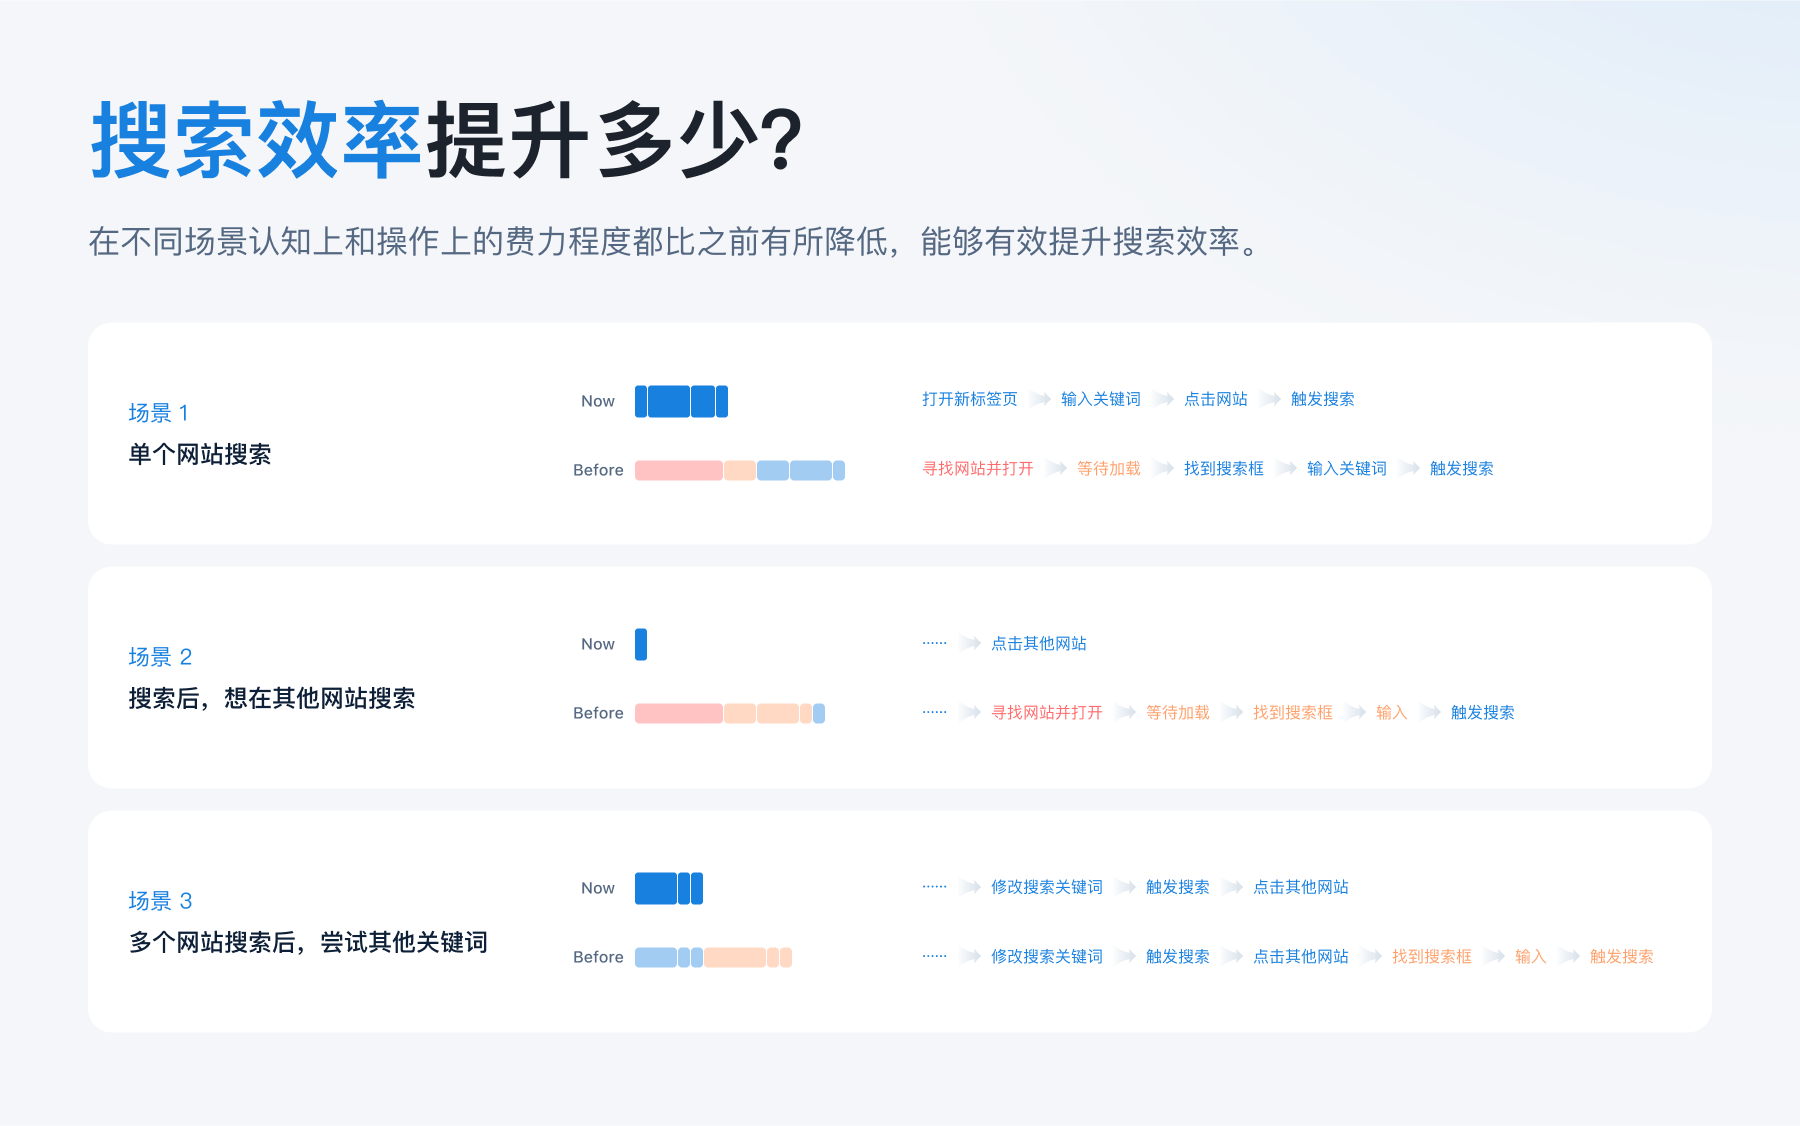 搜索效率提升多少?
在不同场景认知上和操作上的费力程度都比之前有所降低，能够有效提升搜索效率。
场景 1
单个网站搜索
Now
打开新标签页 输入关键词 点击网站 触发搜索
Before
寻找网站并打开 等待加载 找到搜索框 输入关键词 触发搜索
场景 2
搜索后，想在其他网站搜索
Now
······ 点击其他网站
Before
······ 寻找网站并打开 等待加载 找到搜索框 输入 触发搜索
场景 3
多个网站搜索后，尝试其他关键词
Now
······ 修改搜索关键词 触发搜索 点击其他网站
Before
······ 修改搜索关键词 触发搜索 点击其他网站 找到搜索框 输入 触发搜索